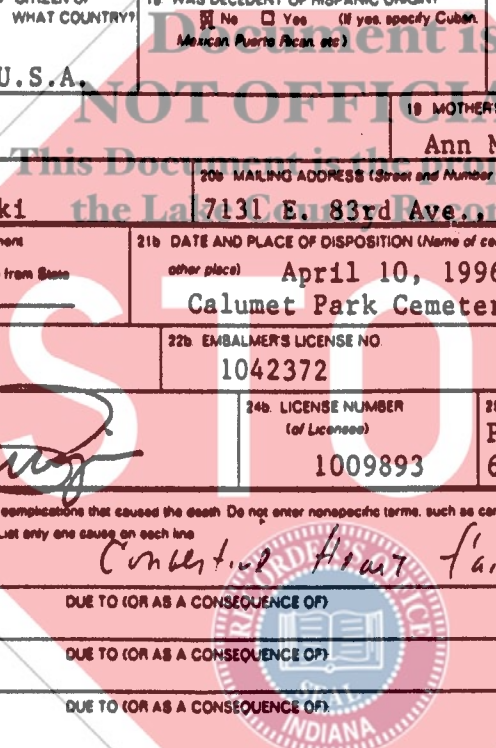 WHAT COUNTRY?
No Yes (If yes, specify Cuban,
Mexican, Puerto Rican, etc)
Document is
U.S.A.
NOT OFFIC
19 MOTHER'S
Ann
This Document is the prop
20b MAILING ADDRESS (Street and Number
ki
7131 E. 83rd Ave.,
the Lake County Recor
21b DATE AND PLACE OF DISPOSITION (Name of ce
from State
other place) April 10, 1996
Calumet Park Cemeter
STO
22b. EMBALMER'S LICENSE NO.
1042372
24b. LICENSE NUMBER
(of Licensee)
1009893
complications that caused the death Do not enter nonspecific terms, such as car
List only one cause on each line
Congestive Heart fai
DUE TO (OR AS A CONSEQUENCE OF)
DUE TO (OR AS A CONSEQUENCE OF)
DUE TO (OR AS A CONSEQUENCE OF)
RECORDER
OFFICE
SEAL
INDIANA